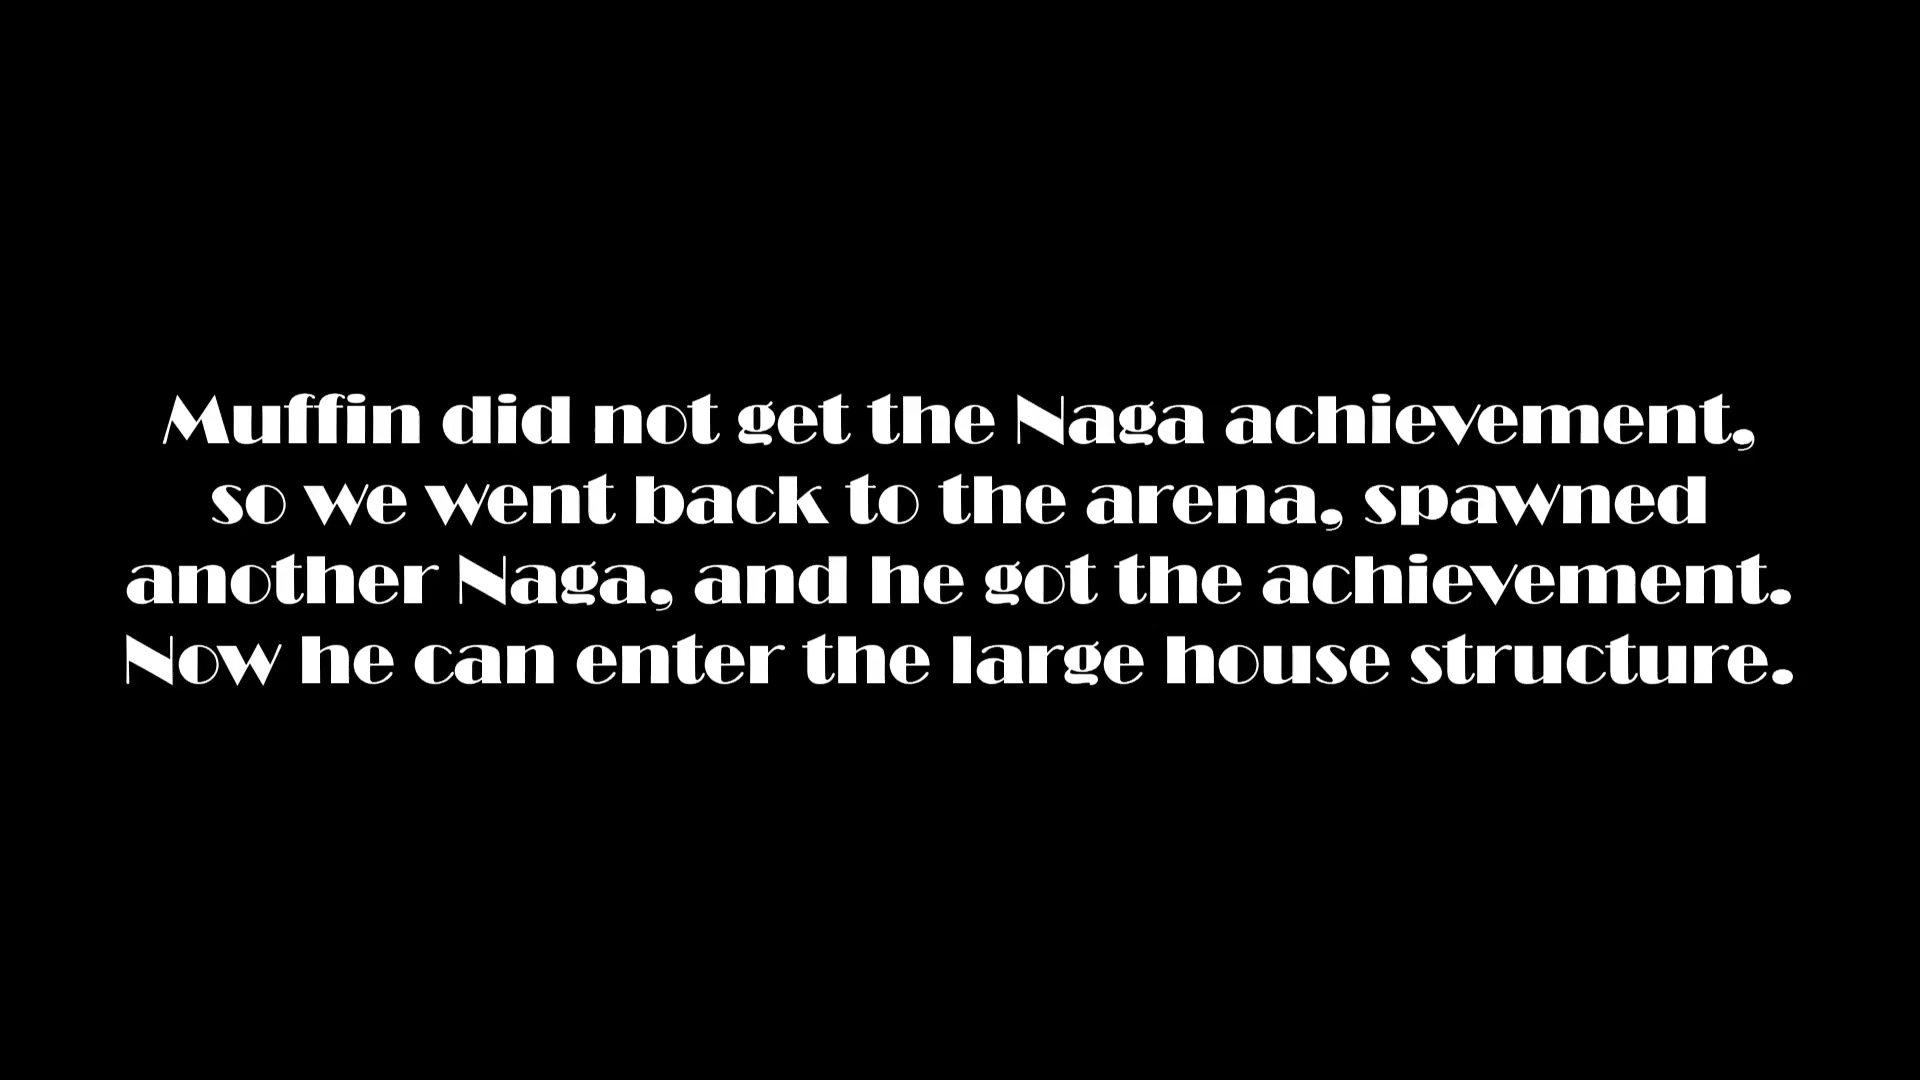 Muffin did not get the Naga achievement,
so we went back to the arena, spawned
another Naga, and he got the achievement.
Now he can enter the large house structure.